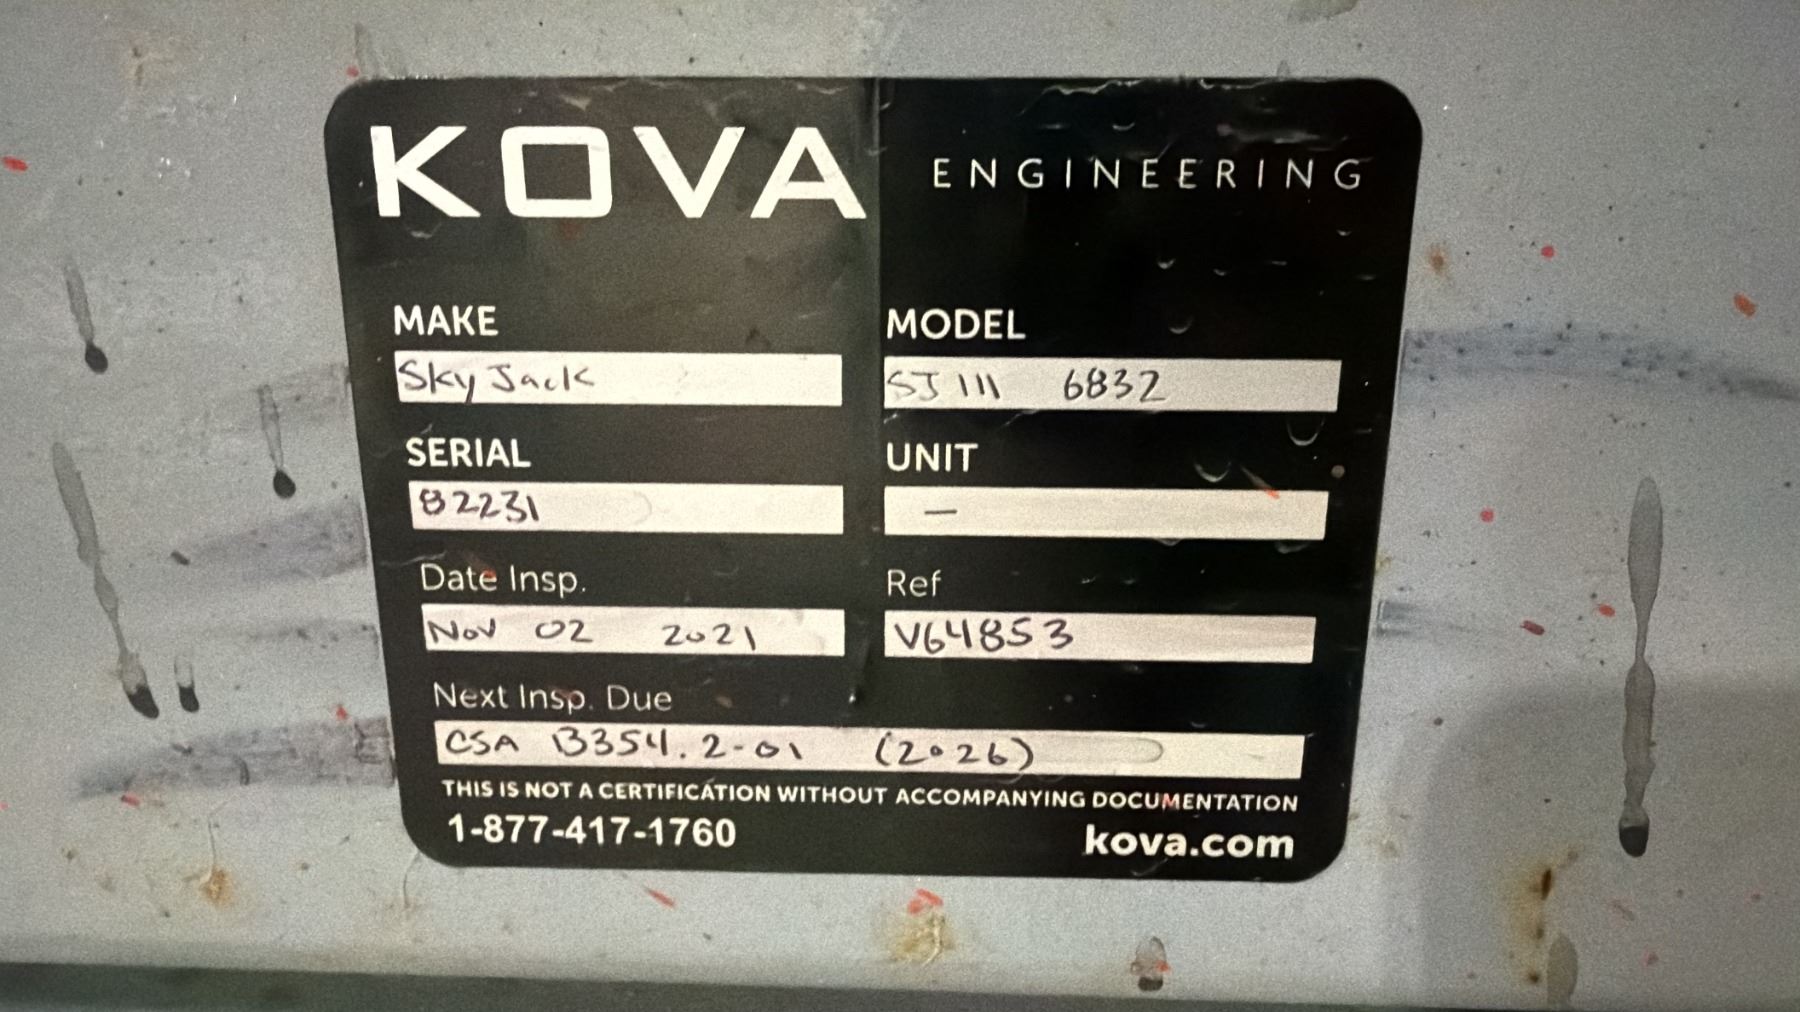 KOVA ENGINEERING
MAKE MODEL
Sky Jack SJ III 6832
SERIAL UNIT
82231 —
Date Insp. Ref
Nov 02 2021 V64853
Next Insp. Due
CSA B354.2-01 (2026)
THIS IS NOT A CERTIFICATION WITHOUT ACCOMPANYING DOCUMENTATION
1-877-417-1760 kova.com